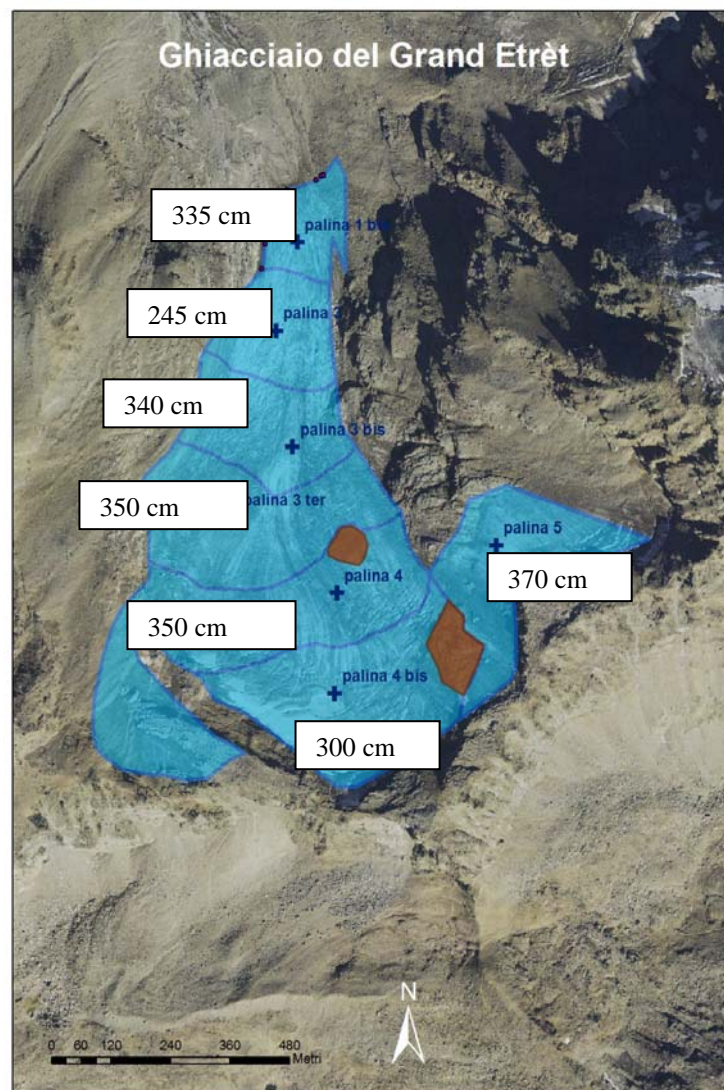 Ghiacciaio del Grand Etrèt
335 cm
palina 1 bis
245 cm
palina 3
340 cm
palina 3 bis
350 cm
palina 3 ter
palina 5
370 cm
palina 4
350 cm
palina 4 bis
300 cm
N
0 60 120 240 360 480
Metri